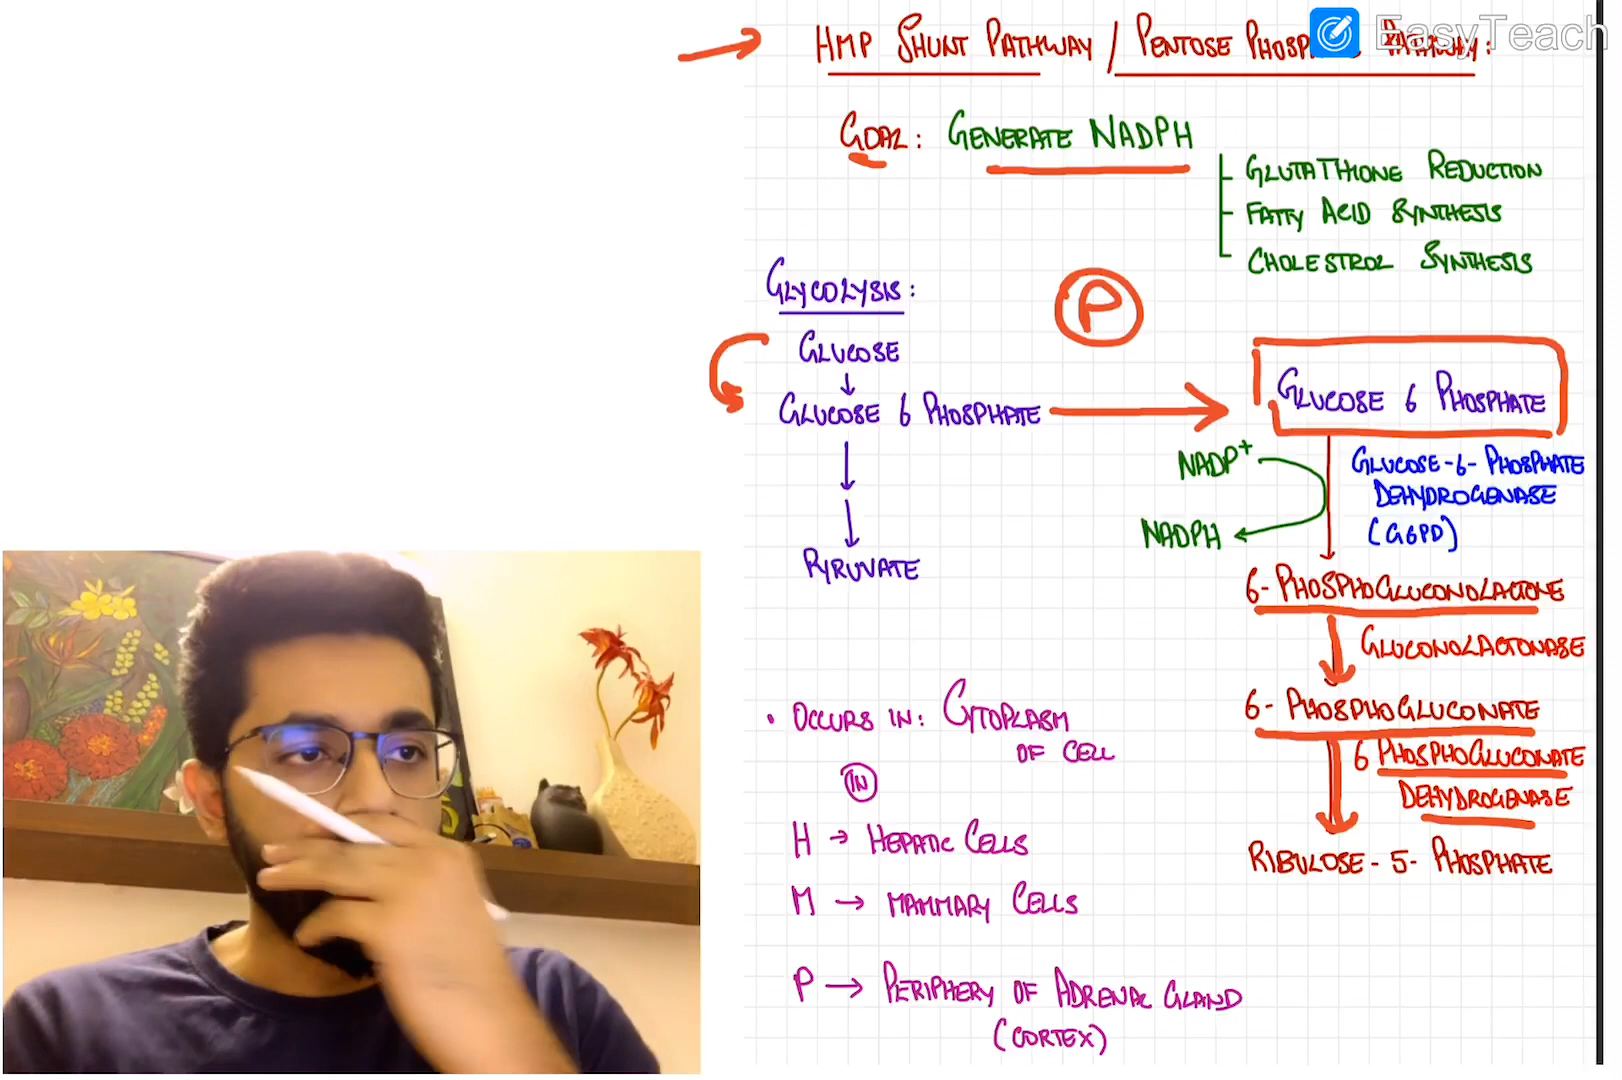 HMP SHUNT PATHWAY / PENTOSE PHOSP PATHWAY:
EasyTeach
GOAL: GENERATE NADPH
GLUTATHIONE REDUCTION
FATTY ACID SYNTHESIS
CHOLESTROL SYNTHESIS
GLYCOLYSIS:
P
GLUCOSE
↓
GLUCOSE 6 PHOSPHATE → GLUCOSE 6 PHOSPHATE
↓
↓
PYRUVATE
NADP+
NADPH
GLUCOSE-6-PHOSPHATE
DEHYDROGENASE
(G6PD)
6-PHOSPHOGLUCONOLACTONE
↓ GLUCONOLACTONASE
6-PHOSPHOGLUCONATE
↓ 6 PHOSPHOGLUCONATE
DEHYDROGENASE
RIBULOSE-5-PHOSPHATE
• OCCURS IN: CYTOPLASM
OF CELL
IN
H → HEPATIC CELLS
M → MAMMARY CELLS
P → PERIPHERY OF ADRENAL GLAND
(CORTEX)